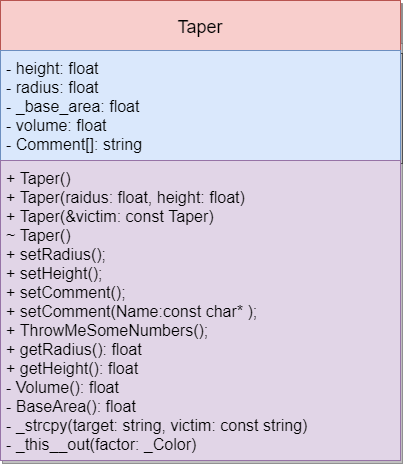 Taper
- height: float
- radius: float
- _base_area: float
- volume: float
- Comment[]: string
+ Taper()
+ Taper(raidus: float, height: float)
+ Taper(&victim: const Taper)
~ Taper()
+ setRadius();
+ setHeight();
+ setComment();
+ setComment(Name:const char* );
+ ThrowMeSomeNumbers();
+ getRadius(): float
+ getHeight(): float
- Volume(): float
- BaseArea(): float
- _strcpy(target: string, victim: const string)
- _this__out(factor: _Color)